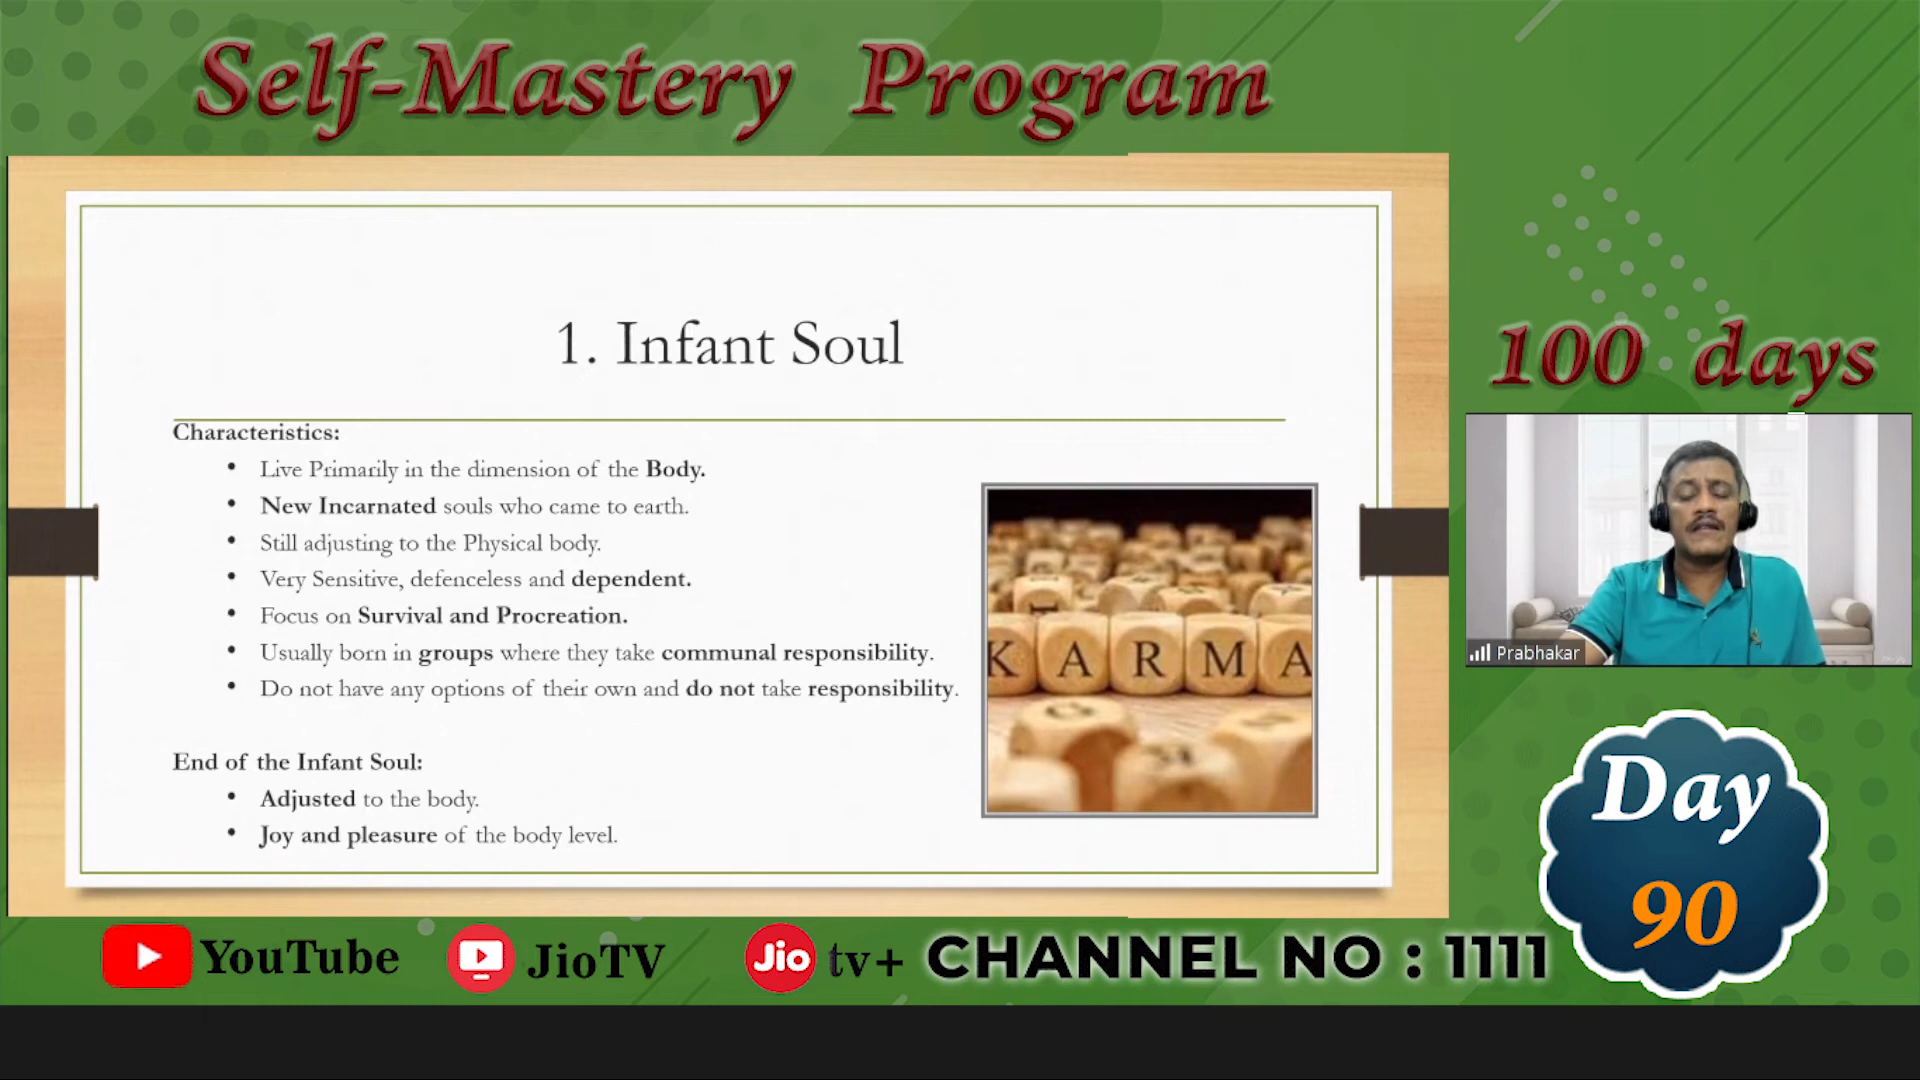 Self-Mastery Program
1. Infant Soul
Characteristics:
• Live Primarily in the dimension of the Body.
• New Incarnated souls who came to earth.
• Still adjusting to the Physical body.
• Very Sensitive, defenceless and dependent.
• Focus on Survival and Procreation.
• Usually born in groups where they take communal responsibility.
• Do not have any options of their own and do not take responsibility.
End of the Infant Soul:
• Adjusted to the body.
• Joy and pleasure of the body level.
KARMA
100 days
Prabhakar
Day
90
YouTube JioTV Jio tv+ CHANNEL NO : 1111